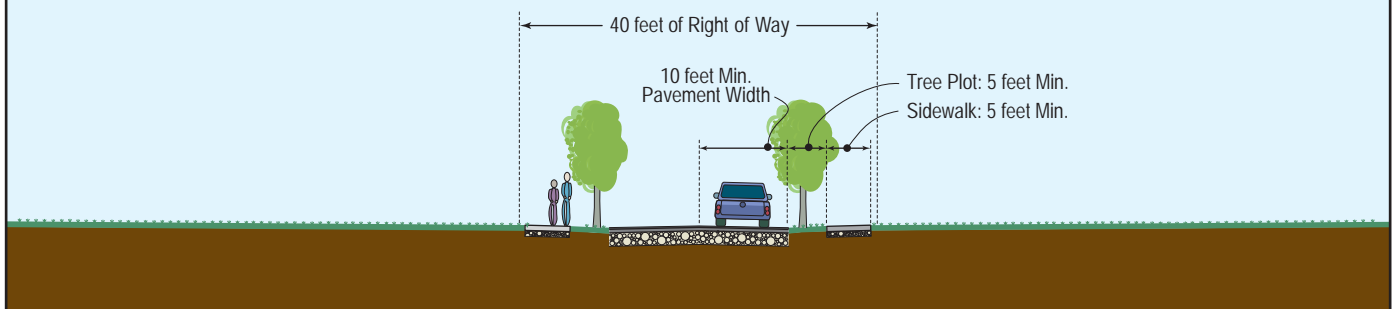 40 feet of Right of Way
10 feet Min.
Pavement Width
Tree Plot: 5 feet Min.
Sidewalk: 5 feet Min.